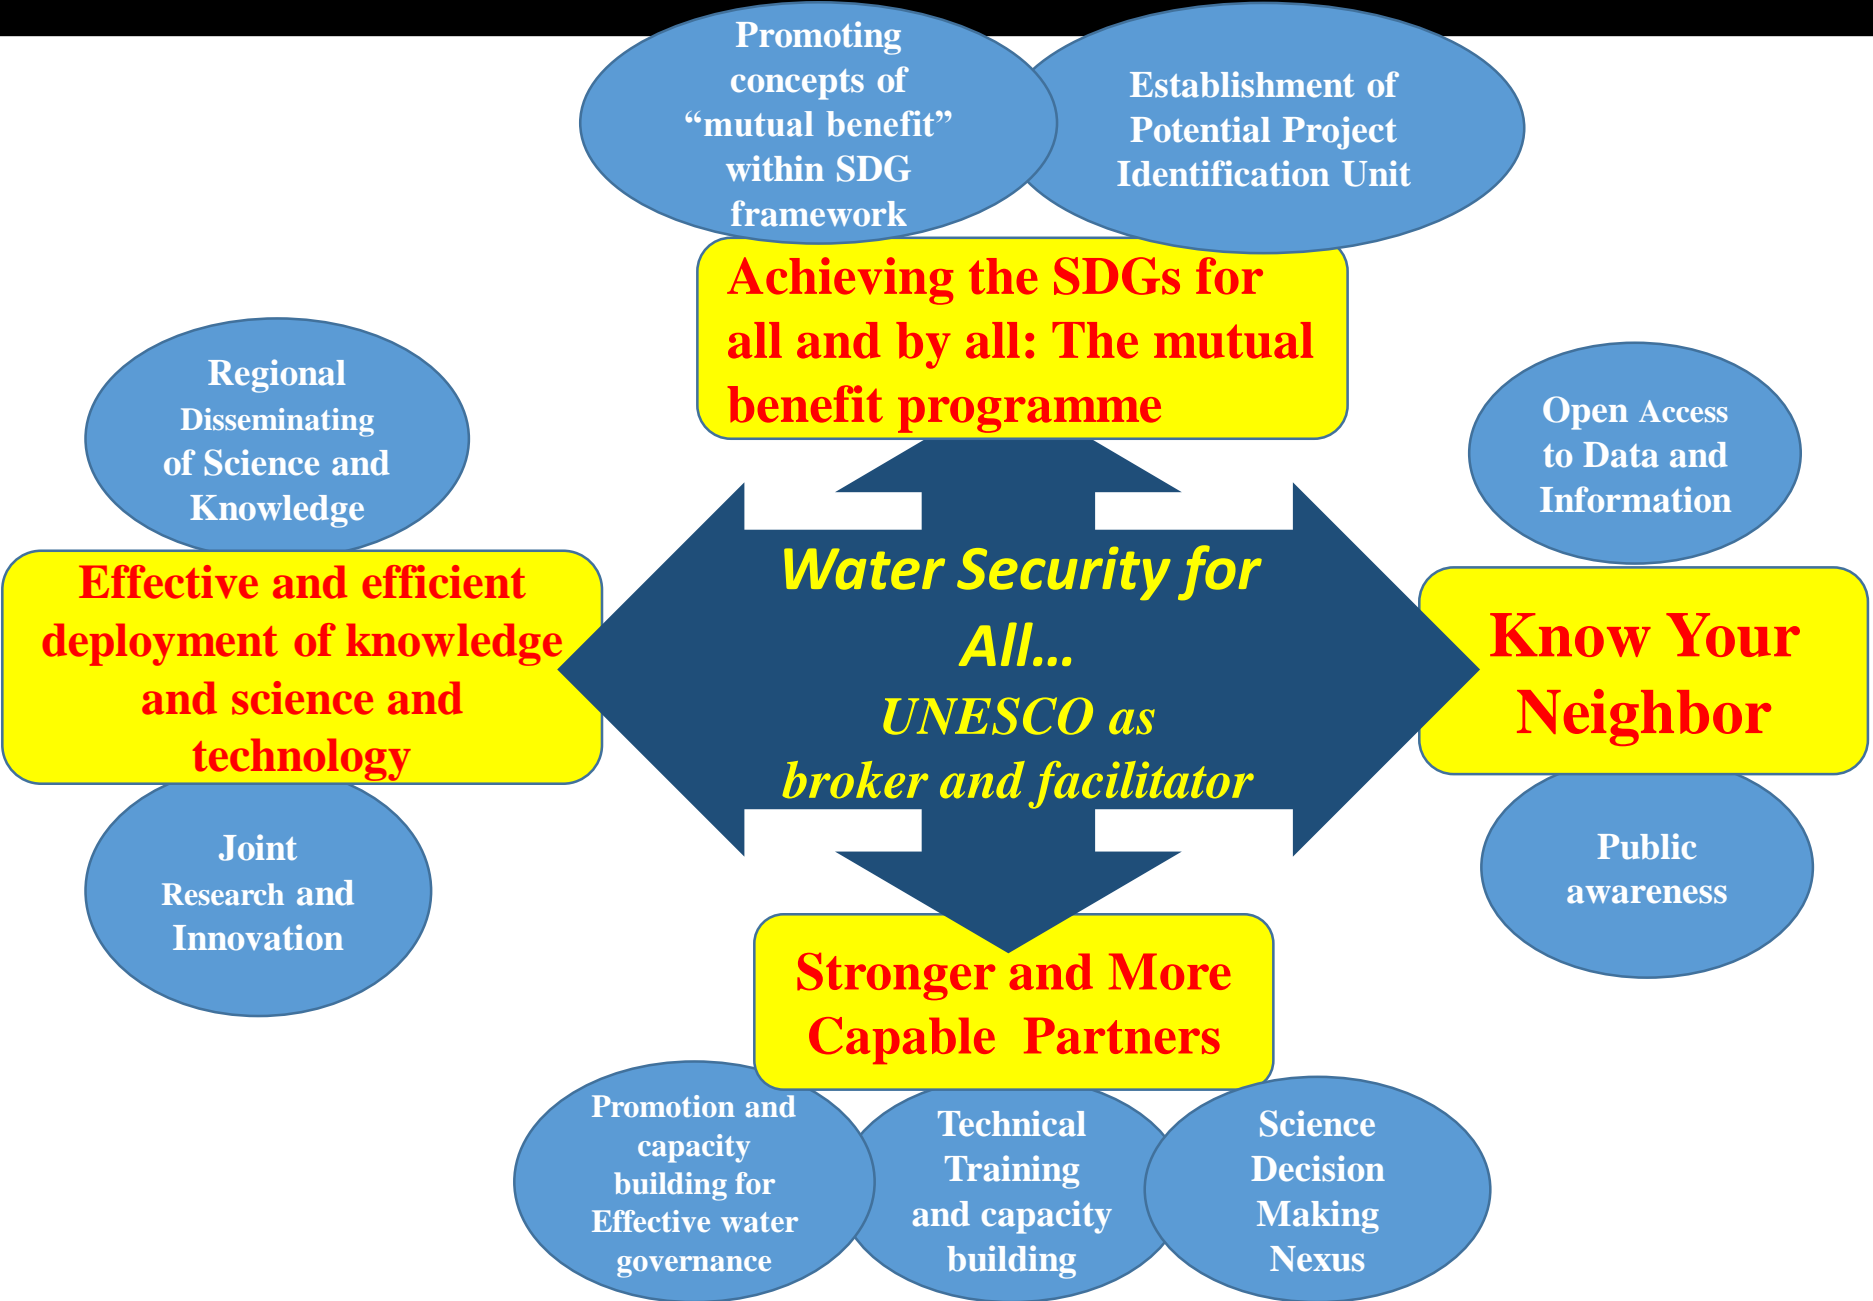 Promoting
concepts of
“mutual benefit”
within SDG
framework
Establishment of
Potential Project
Identification Unit
Achieving the SDGs for
all and by all: The mutual
benefit programme
Regional
Disseminating
of Science and
Knowledge
Effective and efficient
deployment of knowledge
and science and
technology
Joint
Research and
Innovation
Water Security for
All...
UNESCO as
broker and facilitator
Open Access
to Data and
Information
Know Your
Neighbor
Public
awareness
Stronger and More
Capable Partners
Promotion and
capacity
building for
Effective water
governance
Technical
Training
and capacity
building
Science
Decision
Making
Nexus